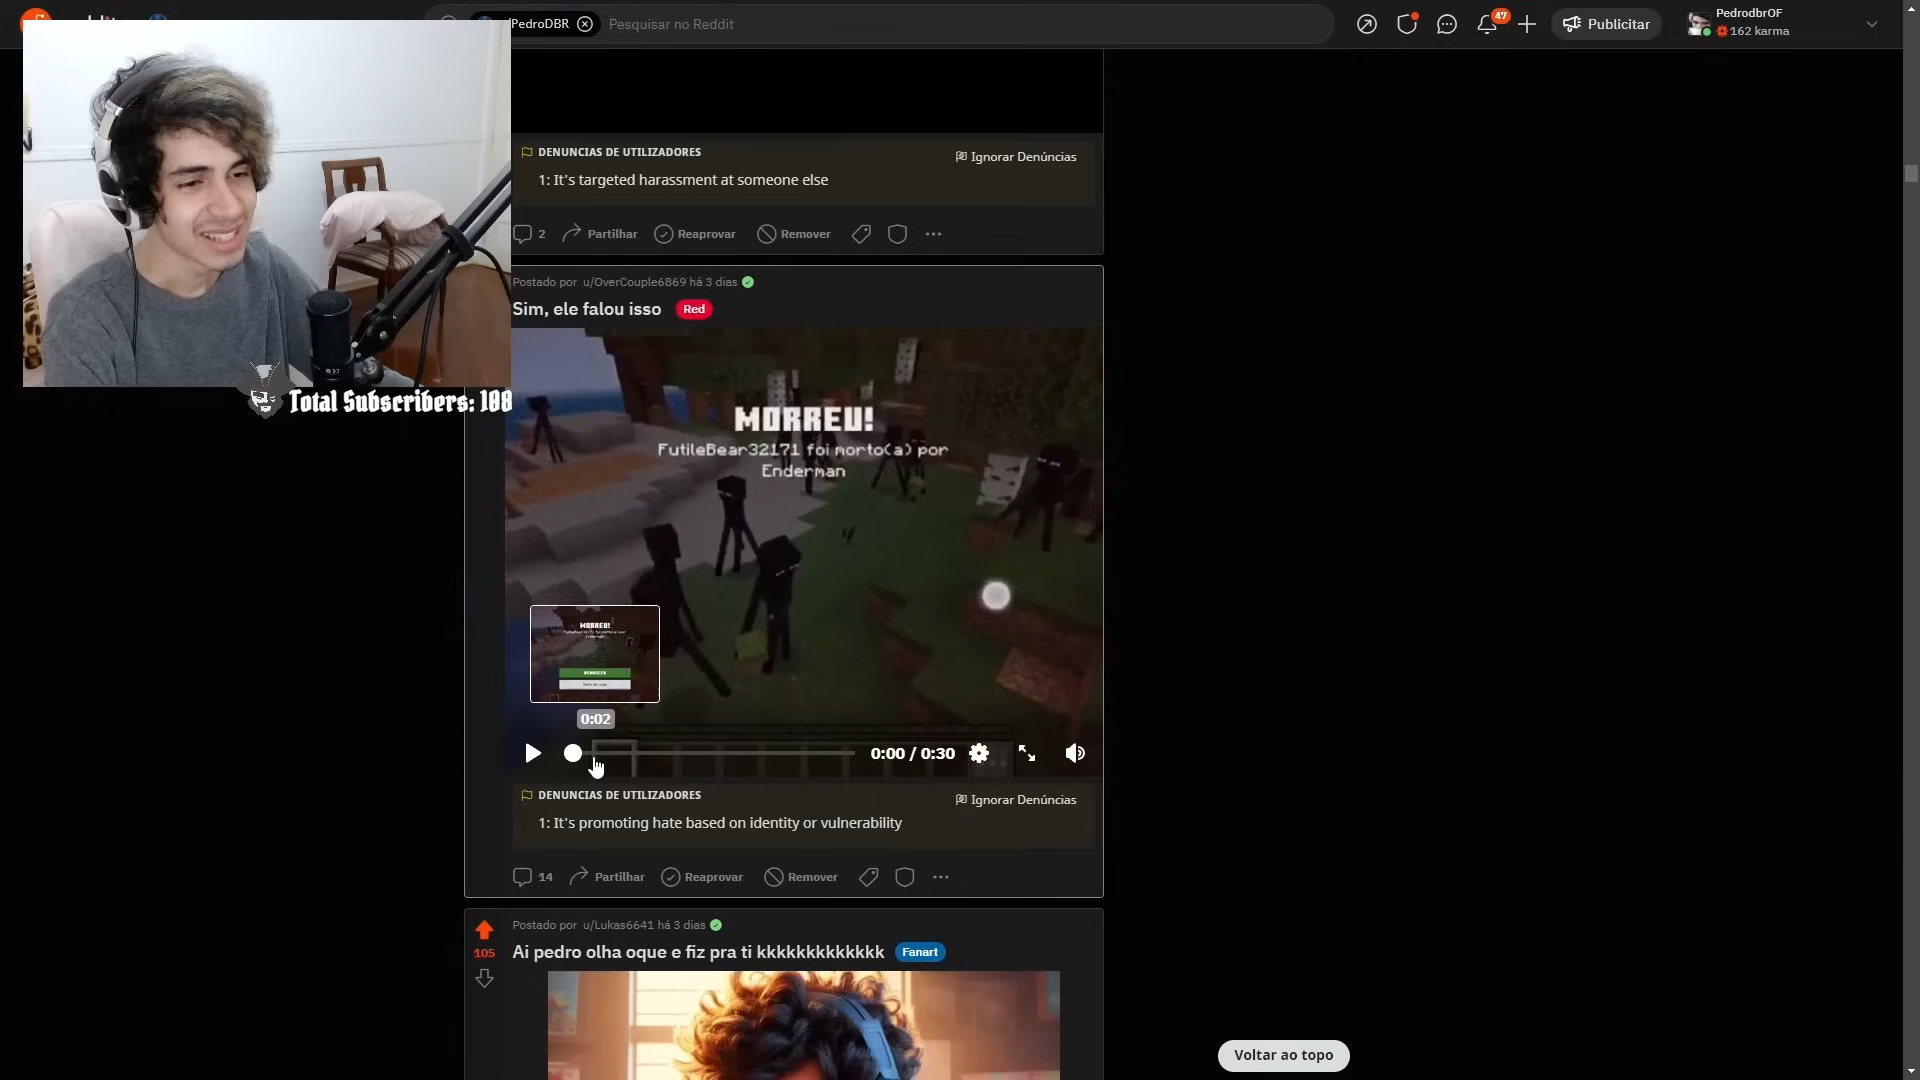 PedroDBR
Pesquisar no Reddit
47
Publicitar
PedrodbrOF
162 karma
DENUNCIAS DE UTILIZADORES
Ignorar Denúncias
1: It's targeted harassment at someone else
2
Partilhar
Reaprovar
Remover
Postado por u/OverCouple6869 há 3 dias
Sim, ele falou isso
Red
Total Subscribers: 188
MORREU!
FutileBear32171 foi morto(a) por
Enderman
MORREU!
0:02
0:00 / 0:30
DENUNCIAS DE UTILIZADORES
Ignorar Denúncias
1: It's promoting hate based on identity or vulnerability
14
Partilhar
Reaprovar
Remover
Postado por u/Lukas6641 há 3 dias
105
Ai pedro olha oque e fiz pra ti kkkkkkkkkkkkk
Fanart
Voltar ao topo